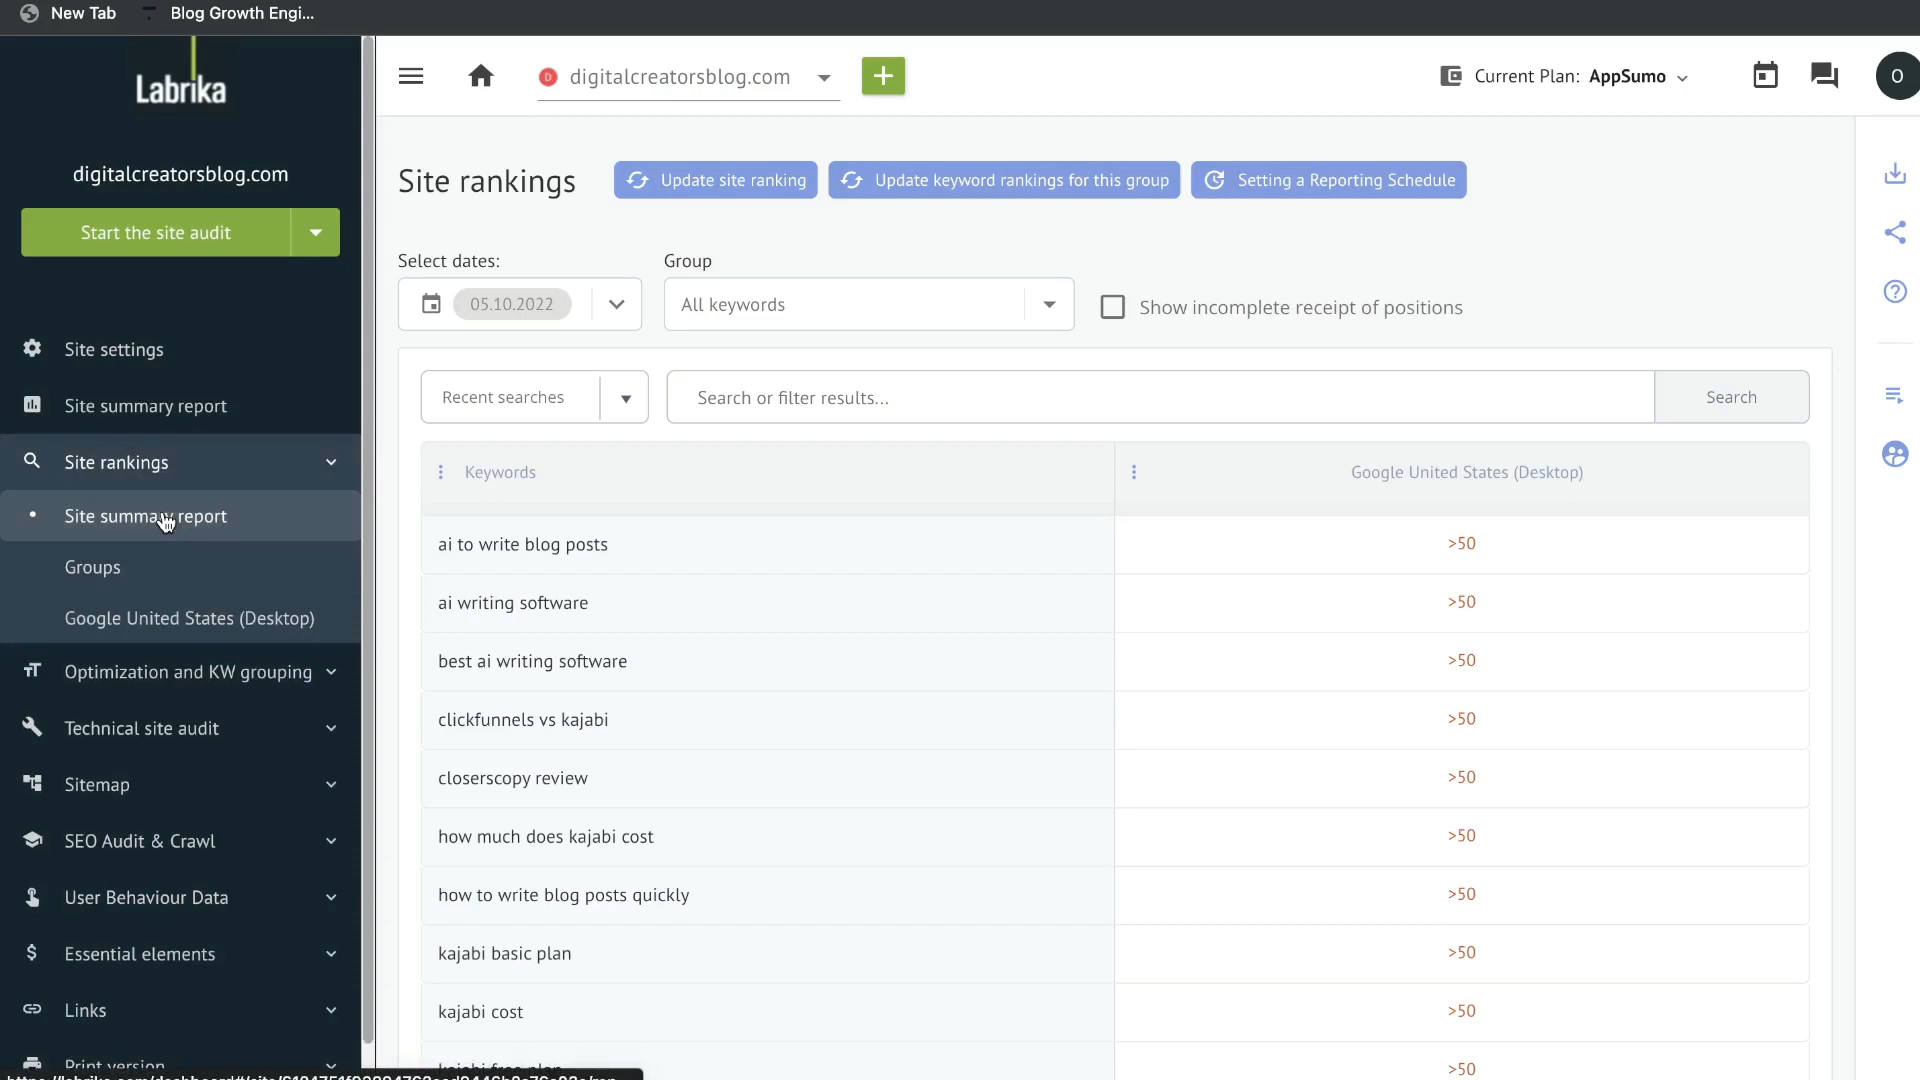 New Tab
Blog Growth Engi...
Labrika
digitalcreatorsblog.com
Start the site audit
Site settings
Site summary report
Site rankings
Site summary report
Groups
Google United States (Desktop)
Optimization and KW grouping
Technical site audit
Sitemap
SEO Audit & Crawl
User Behaviour Data
Essential elements
Links
Print version
D digitalcreatorsblog.com
Current Plan: AppSumo
O
Site rankings
Update site ranking
Update keyword rankings for this group
Setting a Reporting Schedule
Select dates:
Group
05.10.2022
All keywords
Show incomplete receipt of positions
Recent searches
Search or filter results...
Search
Keywords
Google United States (Desktop)
ai to write blog posts >50
ai writing software >50
best ai writing software >50
clickfunnels vs kajabi >50
closerscopy review >50
how much does kajabi cost >50
how to write blog posts quickly >50
kajabi basic plan >50
kajabi cost >50
kajabi free plan >50